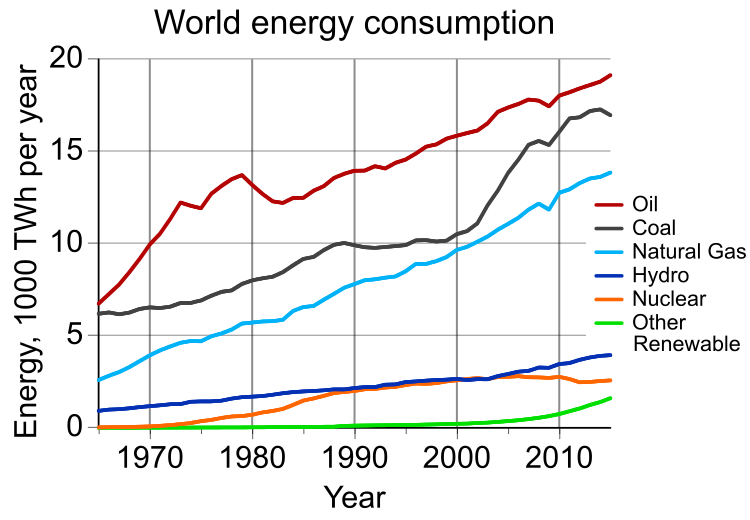 World energy consumption
Energy, 1000 TWh per year
20
15
10
5
0
1970
1980
1990
2000
2010
Year
Oil
Coal
Natural Gas
Hydro
Nuclear
Other
Renewable